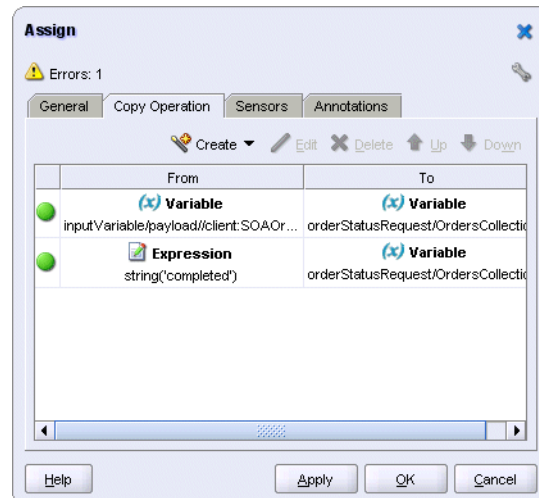 Assign
Errors: 1
General Copy Operation Sensors Annotations
Create Edit Delete Up Down
From To
(x) Variable (x) Variable
inputVariable/payload//client:SOAOr... orderStatusRequest/OrdersCollectio
Expression (x) Variable
string('completed') orderStatusRequest/OrdersCollectio
Help Apply OK Cancel